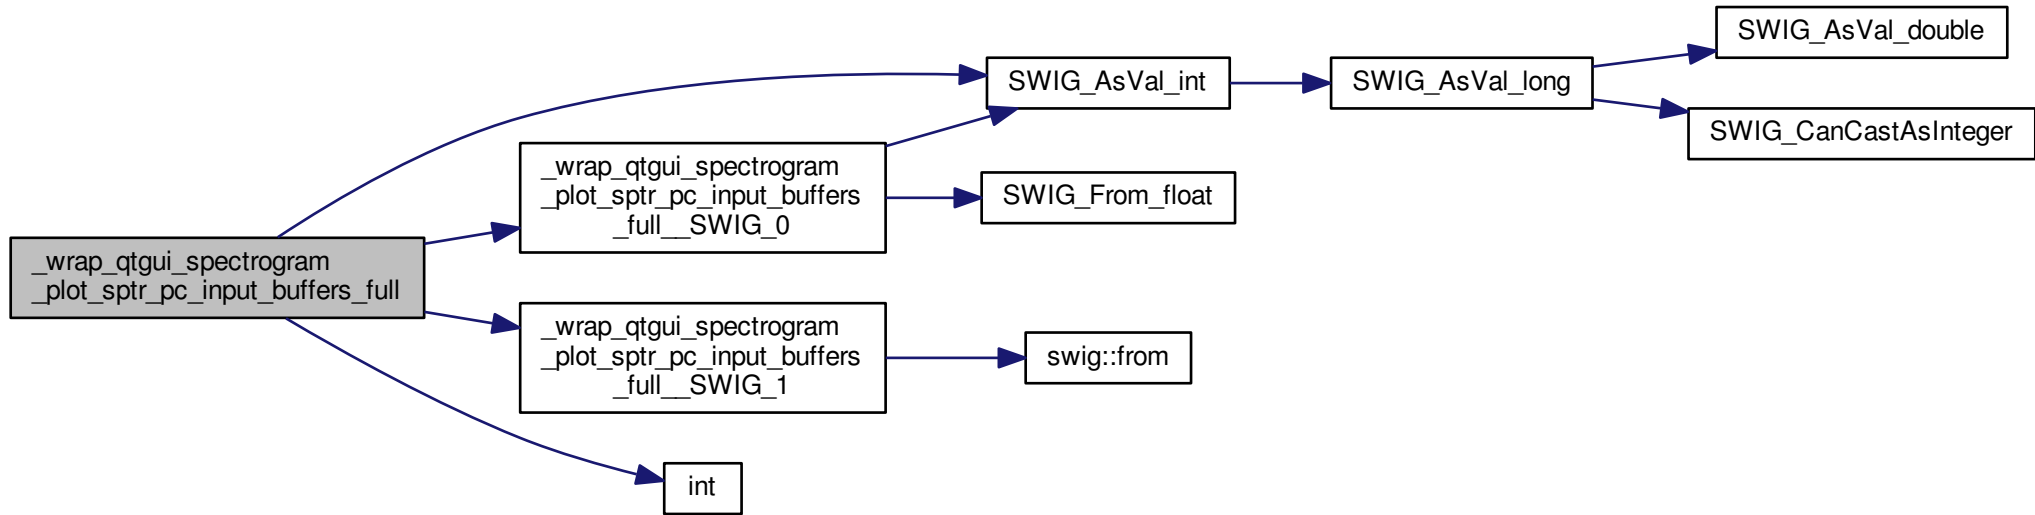 _wrap_qtgui_spectrogram
_plot_sptr_pc_input_buffers_full
_wrap_qtgui_spectrogram
_plot_sptr_pc_input_buffers
_full__SWIG_0
_wrap_qtgui_spectrogram
_plot_sptr_pc_input_buffers
_full__SWIG_1
int
SWIG_AsVal_int
SWIG_From_float
swig::from
SWIG_AsVal_long
SWIG_AsVal_double
SWIG_CanCastAsInteger